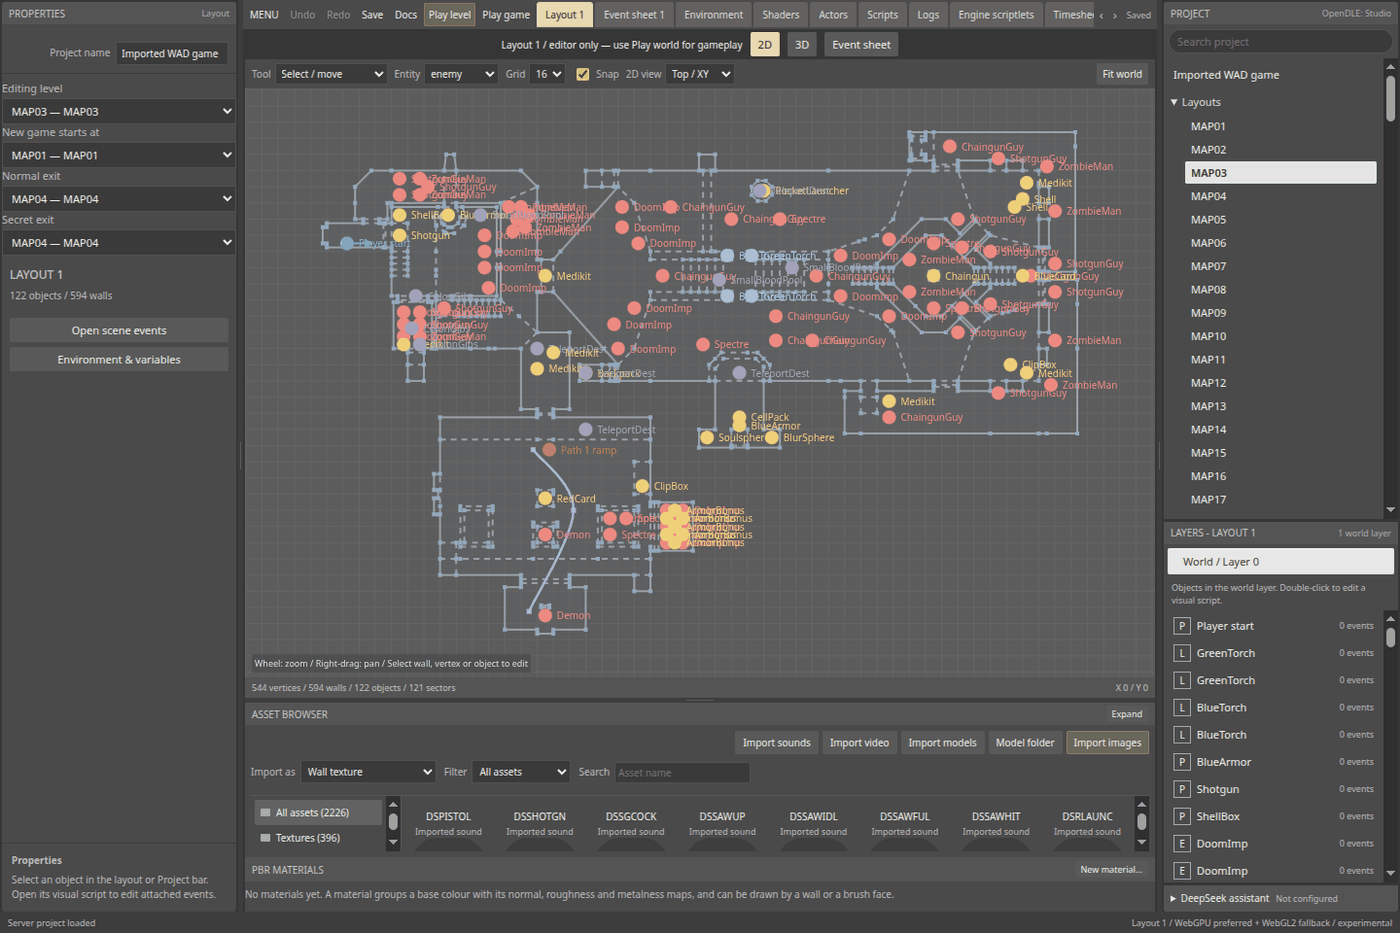 PROPERTIES
Layout
Project name
Imported WAD game
Editing level
MAP03 — MAP03
New game starts at
MAP01 — MAP01
Normal exit
MAP04 — MAP04
Secret exit
MAP04 — MAP04
LAYOUT 1
122 objects / 594 walls
Open scene events
Environment & variables
Properties
Select an object in the layout or Project bar.
Open its visual script to edit attached events.
Server project loaded
MENU Undo Redo Save Docs Play level Play game Layout 1 Event sheet 1 Environment Shaders Actors Scripts Logs Engine scriptlets ‹ › Saved
Layout 1 / editor only — use Play world for gameplay 2D 3D Event sheet
Tool Select / move Entity enemy Grid 16 Snap 2D view Top / XY Fit world
ChaingunGuy
ShotgunGuy
ZombieMan
Medikit
Shell
Shell
ZombieMan
ShotgunGuy
RocketLauncher
ChaingunGuy
Spectre
Shotgun
DoomImp
DoomImp
DoomImp
DoomImp
DoomImp
Medikit
SmallBloodPool
DoomImp
ZombieMan
ShotgunGuy
Chaingun
BlueCard
ChaingunGuy
ZombieMan
ShotgunGuy
DoomImp
DoomImp
DoomImp
ChaingunGuy
ShotgunGuy
ZombieMan
DoomImp
Spectre
ChaingunGuy
Medikit
Medikit
TeleportDest
ClipBox
Medikit
ZombieMan
ShotgunGuy
Medikit
ChaingunGuy
CellPack
BlueArmor
Soulsphere
BlurSphere
TeleportDest
Path 1 ramp
ClipBox
RedCard
Demon
ArmorBonus
Demon
Wheel: zoom / Right-drag: pan / Select wall, vertex or object to edit
544 vertices / 594 walls / 122 objects / 121 sectors
X 0 / Y 0
ASSET BROWSER
Expand
Import sounds Import video Import models Model folder Import images
Import as Wall texture Filter All assets Search Asset name
All assets (2226)
Textures (396)
DSPISTOL DSSHOTGN DSSGCOCK DSSAWUP DSSAWIDL DSSAWFUL DSSAWHIT DSRLAUNC
Imported sound Imported sound Imported sound Imported sound Imported sound Imported sound Imported sound Imported sound
PBR MATERIALS
New material...
No materials yet. A material groups a base colour with its normal, roughness and metalness maps, and can be drawn by a wall or a brush face.
PROJECT
OpenDLE: Studio
Search project
Imported WAD game
▼ Layouts
MAP01
MAP02
MAP03
MAP04
MAP05
MAP06
MAP07
MAP08
MAP09
MAP10
MAP11
MAP12
MAP13
MAP14
MAP15
MAP16
MAP17
LAYERS - LAYOUT 1
1 world layer
World / Layer 0
Objects in the world layer. Double-click to edit a
visual script.
P Player start 0 events
L GreenTorch 0 events
L GreenTorch 0 events
L BlueTorch 0 events
L BlueTorch 0 events
P BlueArmor 0 events
P Shotgun 0 events
P ShellBox 0 events
E DoomImp 0 events
E DoomImp 0 events
DeepSeek assistant Not configured
Layout 1 / WebGPU preferred + WebGL2 fallback / experimental